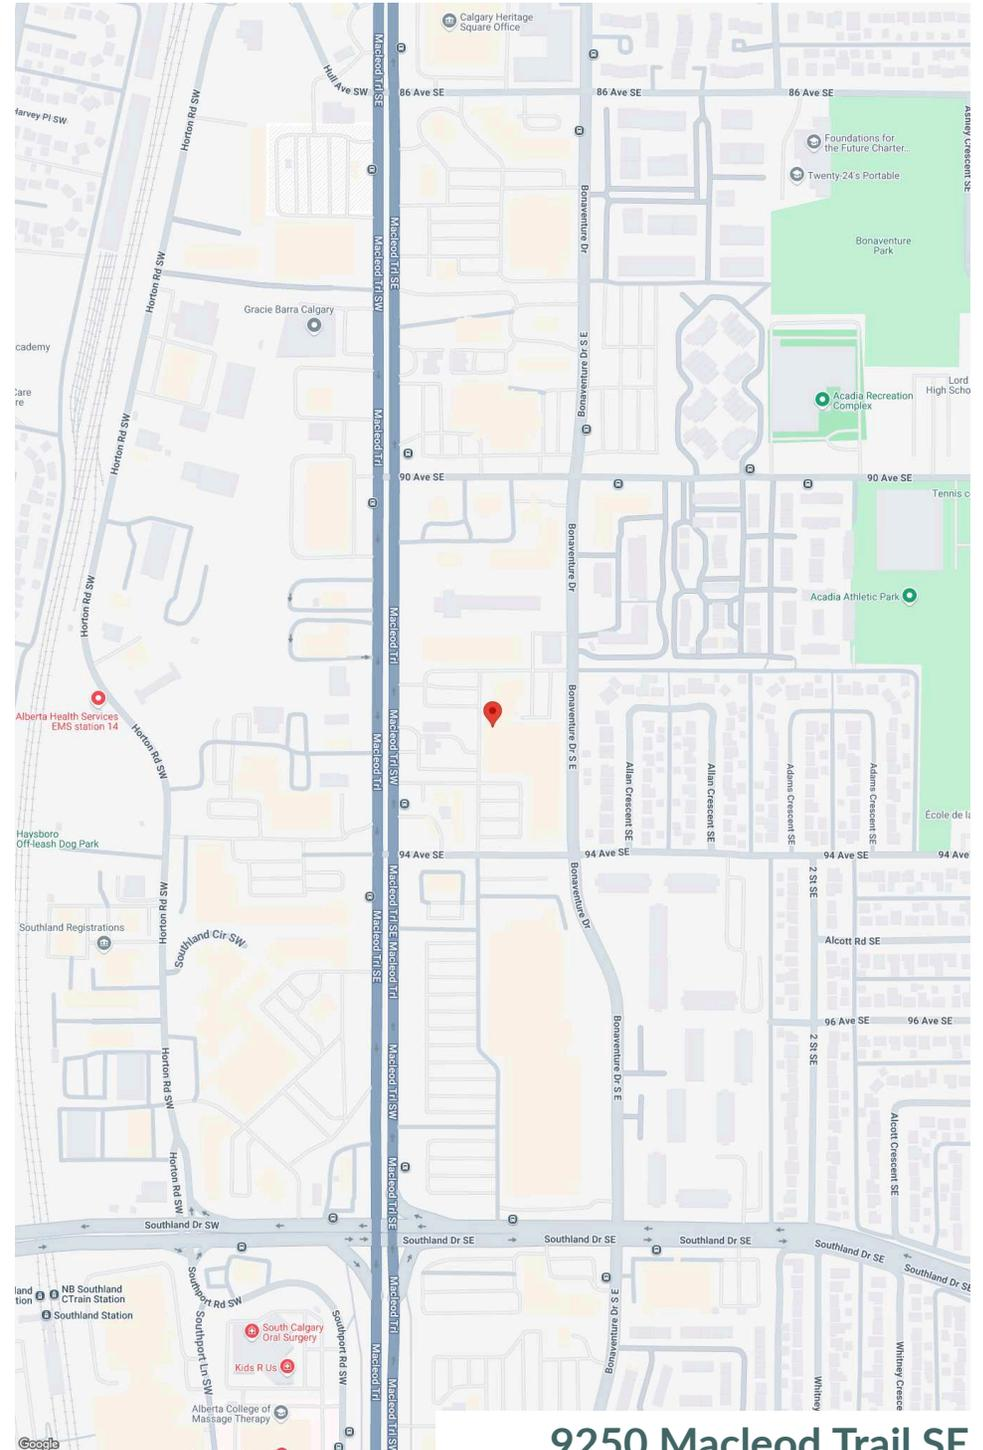 Calgary Heritage
Square Office
Macleod Trl SE
Hull Ave SW
86 Ave SE
86 Ave SE
86 Ave SE
Harvey Pl SW
Horton Rd SW
Ashley Crescent SE
Foundations for
the Future Charter...
Twenty-24's Portable
Bonaventure Dr
Macleod Trl SE
Macleod Trl SW
Bonaventure
Park
Horton Rd SW
Gracie Barra Calgary
Bonaventure Dr S E
cademy
Care
re
Lord
High Scho
Acadia Recreation
Complex
Horton Rd SW
Macleod Trl
90 Ave SE
90 Ave SE
Tennis c
Bonaventure Dr
Horton Rd SW
Acadia Athletic Park
Macleod Trl
Alberta Health Services
EMS station 14
Horton Rd SW
Macleod Trl SW
Macleod Trl
Bonaventure Dr S E
Allan Crescent SE
Allan Crescent SE
Adams Crescent SE
Adams Crescent SE
École de la
Haysboro
Off-leash Dog Park
94 Ave SE
94 Ave SE
94 Ave SE
94 Ave
Macleod Trl SE
Bonaventure Dr
2 St SE
Horton Rd SW
Southland Registrations
Southland Cir SW
Macleod Trl SE
Macleod Trl
Alcott Rd SE
96 Ave SE
96 Ave SE
Bonaventure Dr S E
2 St SE
Horton Rd SW
Macleod Trl SW
Alcott Crescent SE
Horton Rd SW
Macleod Trl SE
Southland Dr SW
Southland Dr SE
Southland Dr SE
Southland Dr SE
Southland Dr SE
Southland Dr SE
land
tion
NB Southland
CTrain Station
Southland Station
Southport Rd SW
Southport Ln SW
Southport Rd SW
Macleod Trl
Bonaventure Dr S E
South Calgary
Oral Surgery
Kids R Us
Macleod Trl
Macleod Trl SW
Whitney
Whitney Cresce
Alberta College of
Massage Therapy
Google
9250 Macleod Trail SE